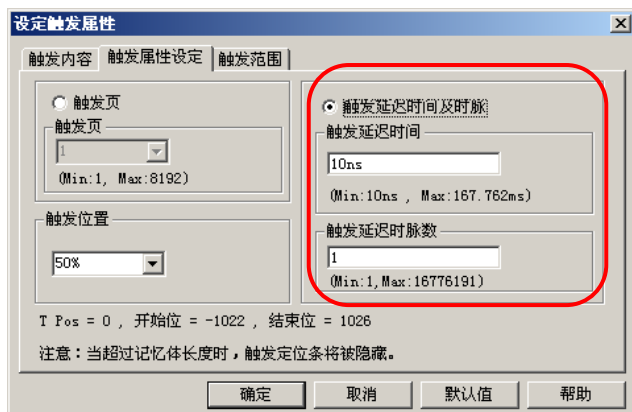 设定触发属性
触发内容 触发属性设定 触发范围
触发页
触发页
1
(Min:1, Max:8192)
触发位置
50%
触发延迟时间及时脉
触发延迟时间
10ns
(Min:10ns , Max:167.762ms)
触发延迟时脉数
1
(Min:1,Max:16776191)
T Pos = 0 , 开始位 = -1022 , 结束位 = 1026
注意：当超过记忆体长度时，触发定位条将被隐藏。
确定 取消 默认值 帮助